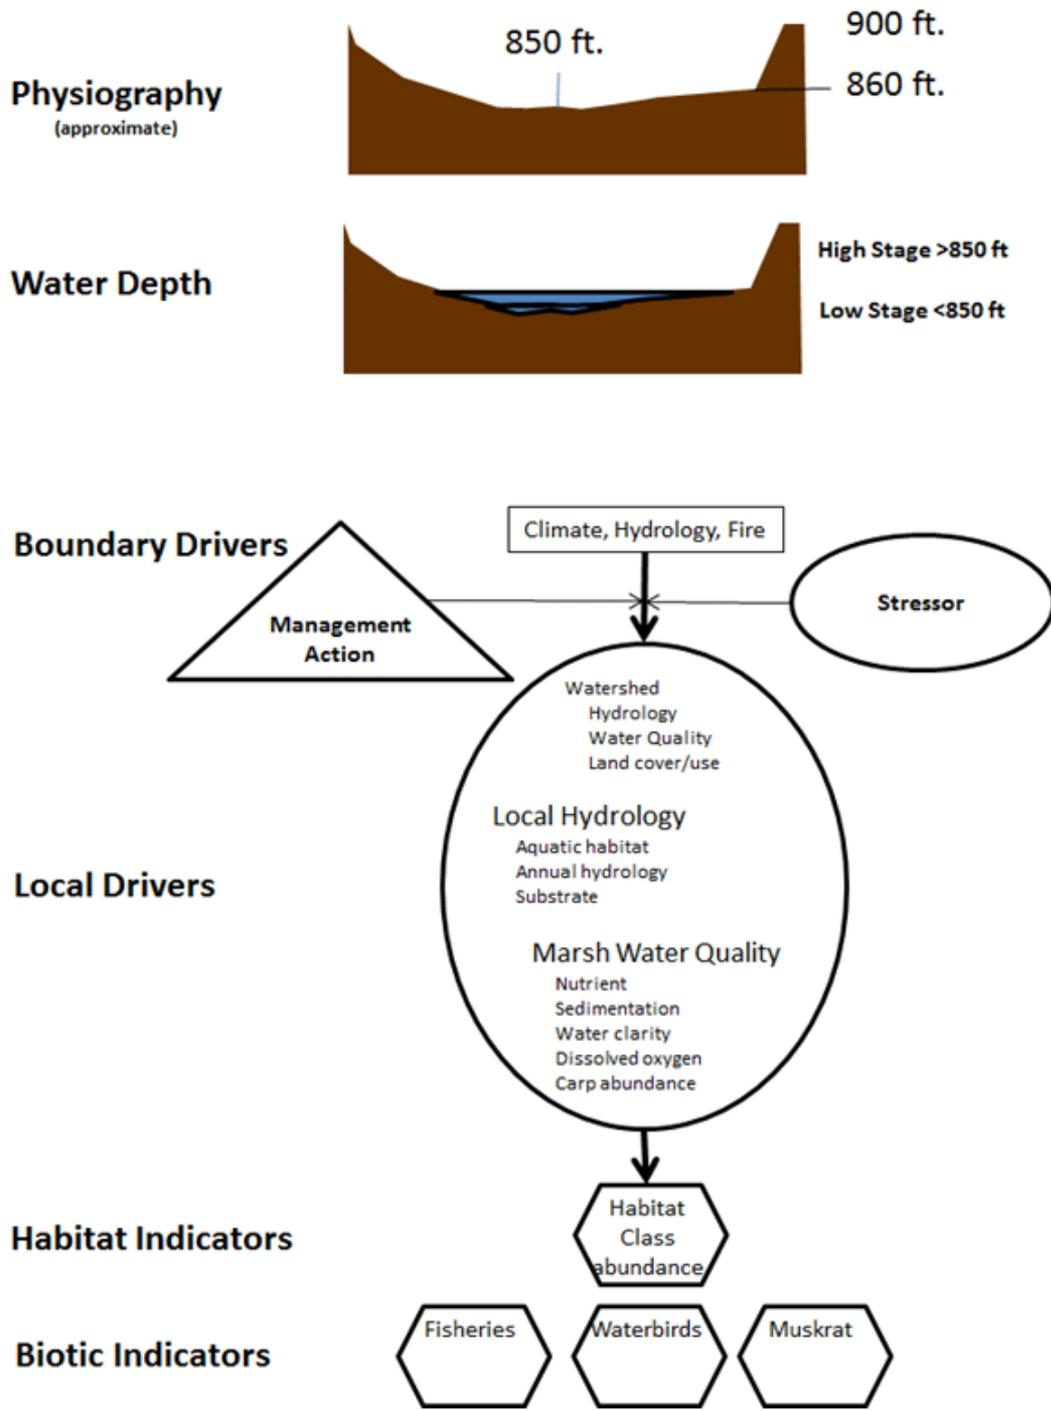 850 ft.
900 ft.
Physiography
(approximate)
860 ft.
Water Depth
High Stage >850 ft
Low Stage <850 ft
Boundary Drivers
Climate, Hydrology, Fire
Management
Action
Stressor
Watershed
Hydrology
Water Quality
Land cover/use
Local Hydrology
Aquatic habitat
Annual hydrology
Substrate
Local Drivers
Marsh Water Quality
Nutrient
Sedimentation
Water clarity
Dissolved oxygen
Carp abundance
Habitat Indicators
Habitat
Class
abundance
Biotic Indicators
Fisheries
Waterbirds
Muskrat